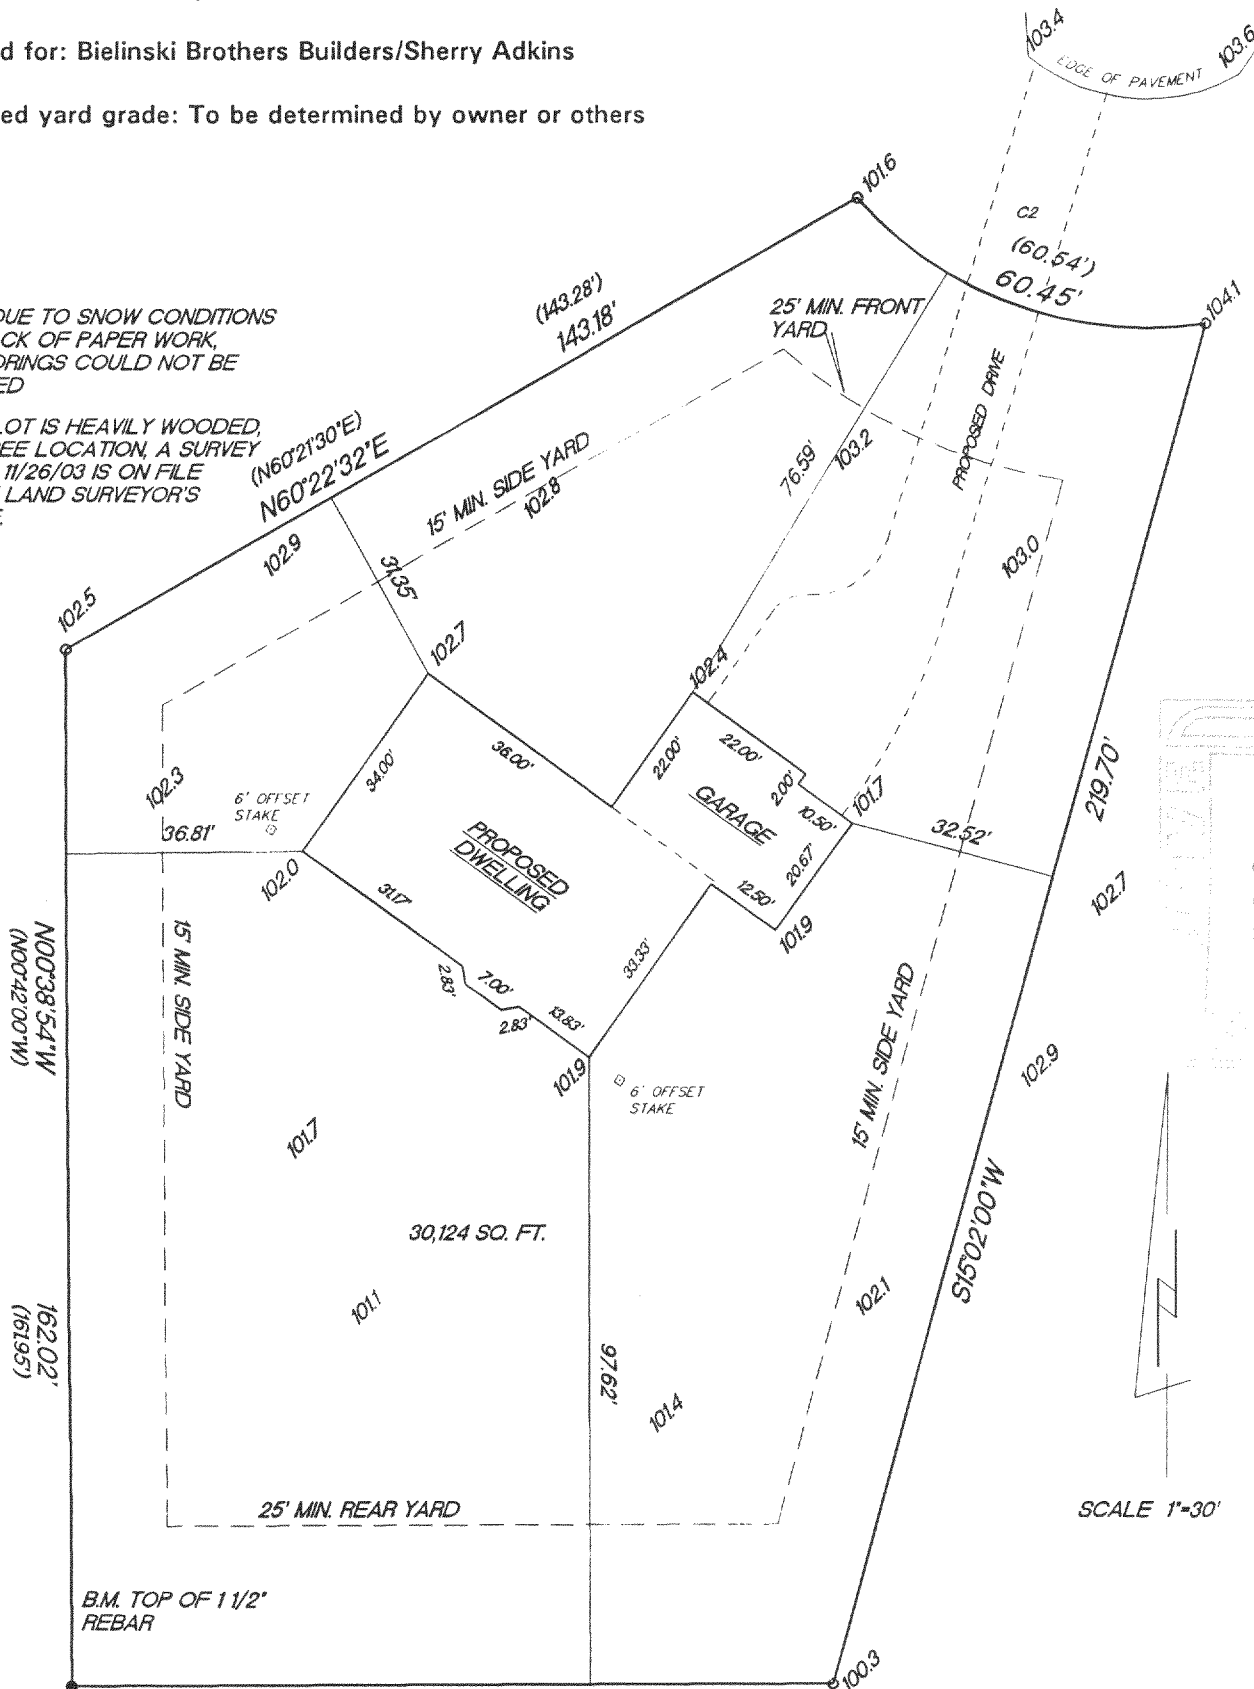 d for: Bielinski Brothers Builders/Sherry Adkins
ed yard grade: To be determined by owner or others
103.4
103.6
EDGE OF PAVEMENT
101.6
C2
(60.54')
60.45'
104.1
(143.28')
143.18'
25' MIN. FRONT
YARD
DUE TO SNOW CONDITIONS
CK OF PAPER WORK,
ORINGS COULD NOT BE
ED
LOT IS HEAVILY WOODED,
EE LOCATION, A SURVEY
11/26/03 IS ON FILE
LAND SURVEYOR'S
(N60°21'30"E)
N60°22'32"E
15' MIN. SIDE YARD
102.8
76.59'
103.2
PROPOSED DRIVE
103.0
102.9
31.35'
102.5
102.7
102.4
34.00'
36.00'
22.00'
22.00'
2.00'
GARAGE
10.50'
101.7
219.70'
102.3
6' OFFSET
STAKE
36.81'
32.52'
PROPOSED
DWELLING
20.67'
12.50'
102.0
31.17'
101.9
102.7
33.33'
2.83'
7.00'
2.83'
13.83'
N00°38'54"W
(N00°42'00"W)
15' MIN. SIDE YARD
101.9
6' OFFSET
STAKE
15' MIN. SIDE YARD
102.9
101.7
S15°02'00"W
30,124 SQ. FT.
101.1
102.1
162.02'
(161.95')
97.62'
101.4
25' MIN. REAR YARD
SCALE 1"=30'
B.M. TOP OF 1 1/2"
REBAR
100.3